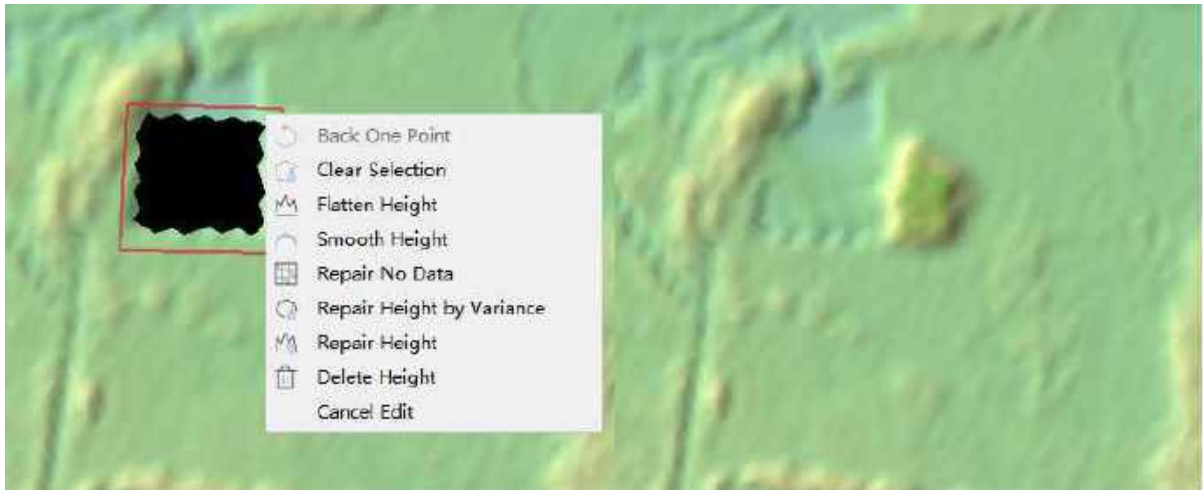 Back One Point
Clear Selection
Flatten Height
Smooth Height
Repair No Data
Repair Height by Variance
Repair Height
Delete Height
Cancel Edit